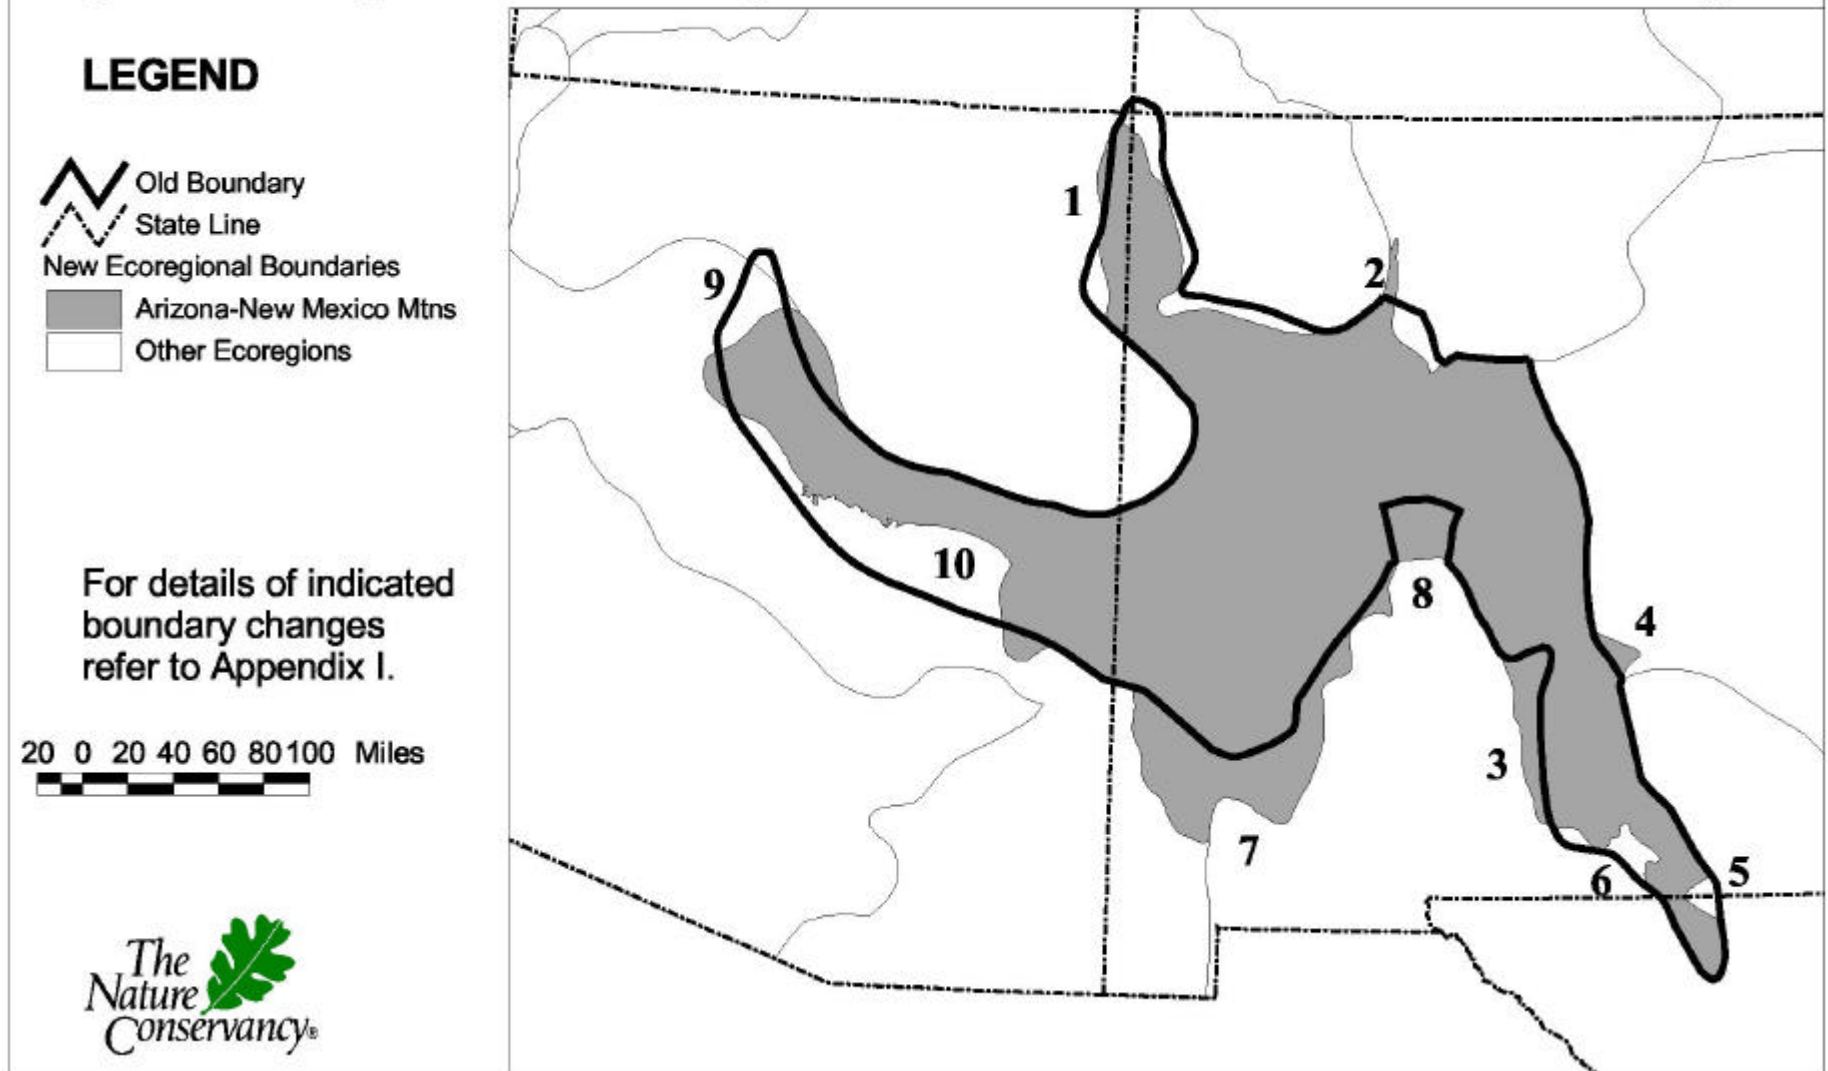 LEGEND
Old Boundary
State Line
New Ecoregional Boundaries
Arizona-New Mexico Mtns
Other Ecoregions
For details of indicated
boundary changes
refer to Appendix I.
20 0 20 40 60 80 100 Miles
The
Nature
Conservancy®
1
2
9
10
8
4
3
7
6
5